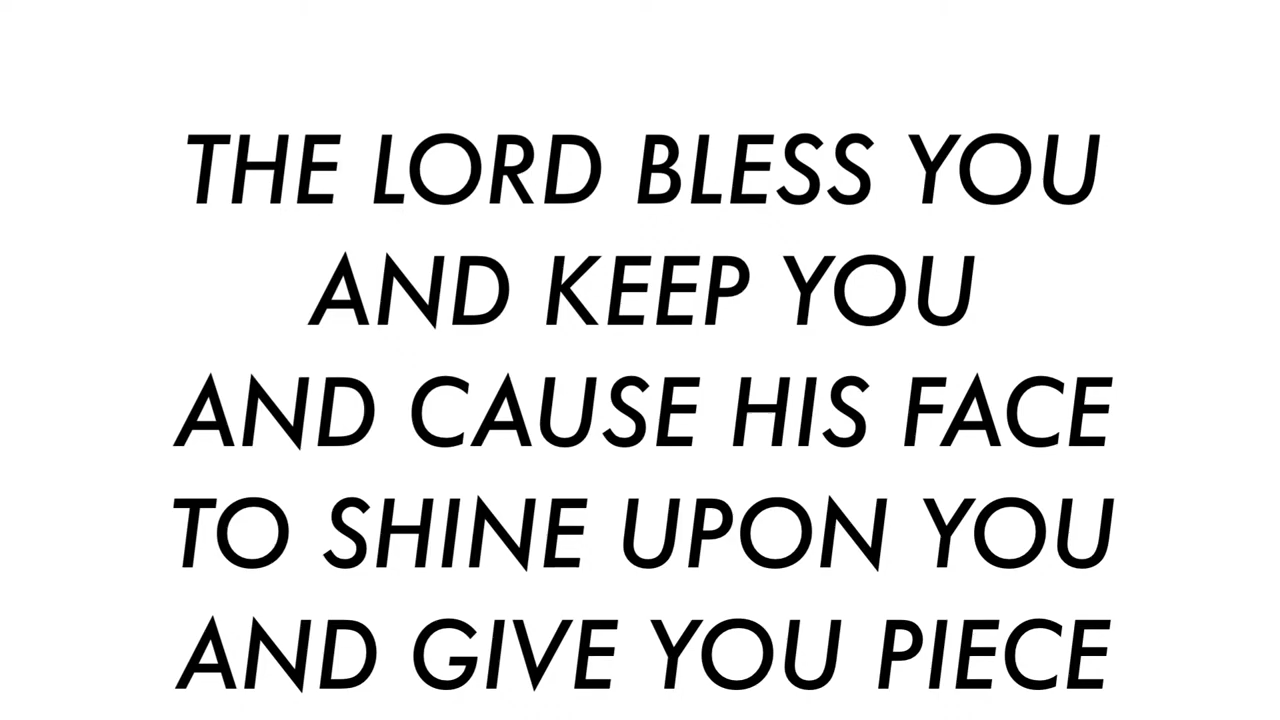 THE LORD BLESS YOU
AND KEEP YOU
AND CAUSE HIS FACE
TO SHINE UPON YOU
AND GIVE YOU PIECE